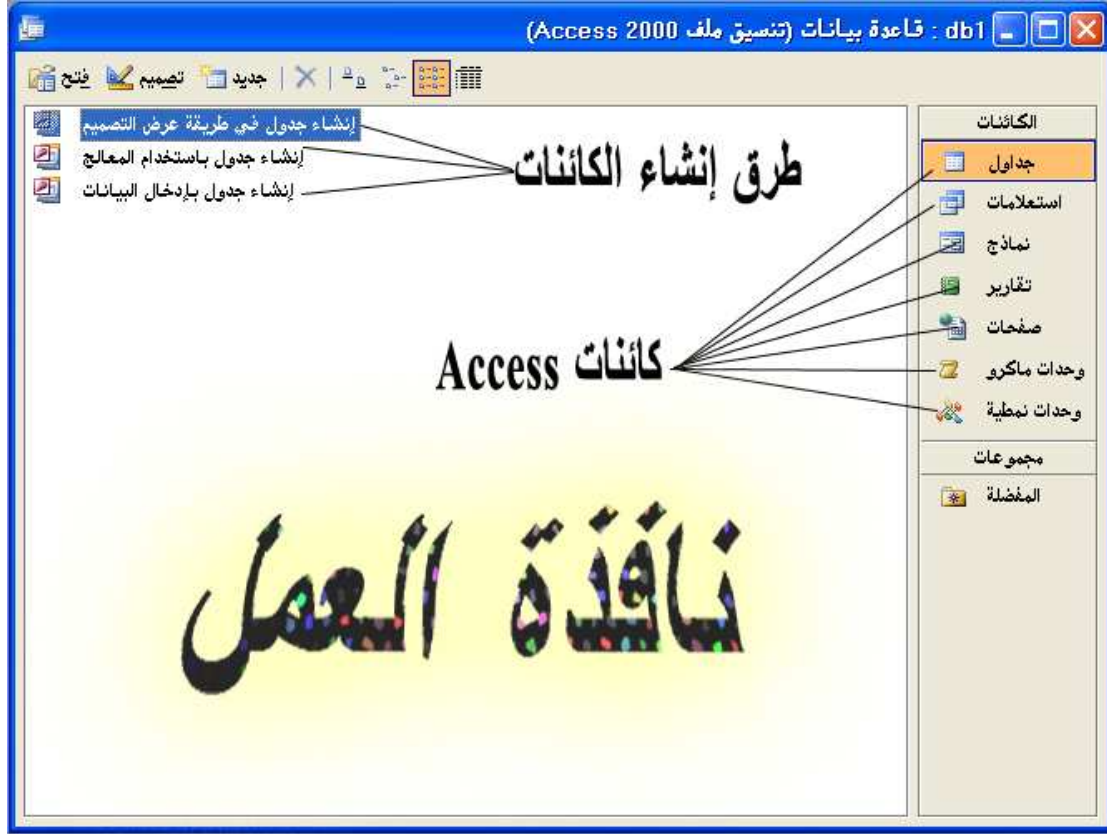 db1 : قاعدة بيانات (تنسيق ملف Access 2000)
فتح تصميم جديد
الكائنات
جداول
استعلامات
نماذج
تقارير
صفحات
وحدات ماكرو
وحدات نمطية
مجموعات
المفضلة
إنشاء جدول في طريقة عرض التصميم
إنشاء جدول باستخدام المعالج
إنشاء جدول بإدخال البيانات
طرق إنشاء الكائنات
كائنات Access
نافذة العمل